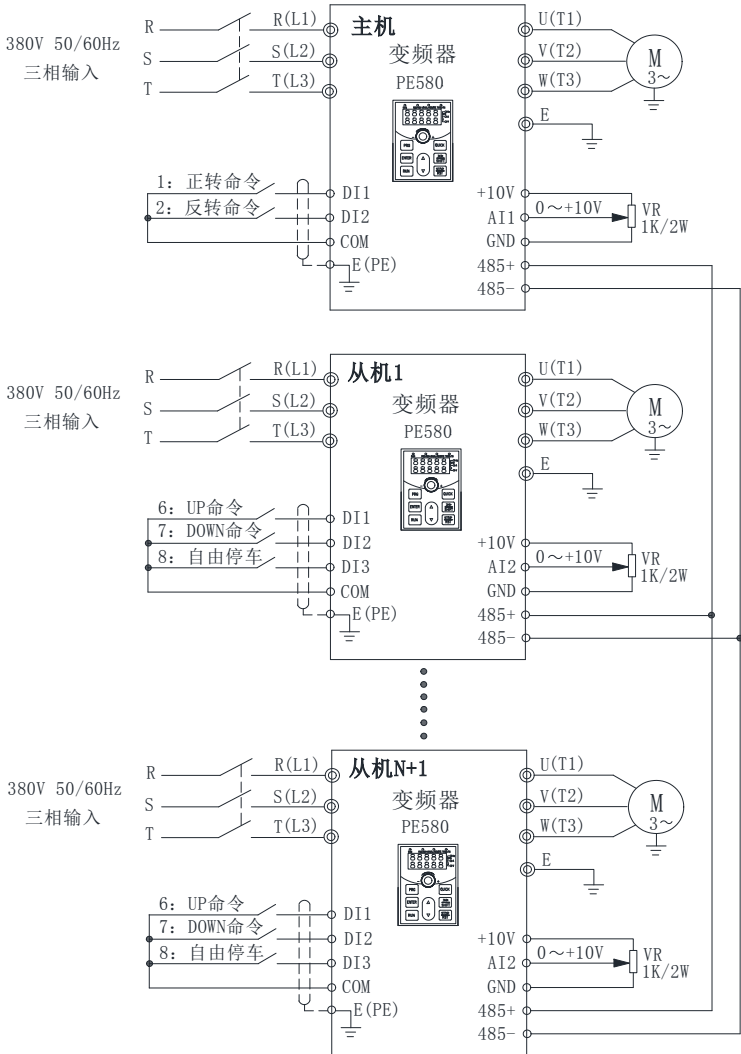 主机
变频器
PE580
380V 50/60Hz
三相输入
R
S
T
R(L1)
S(L2)
T(L3)
U(T1)
V(T2)
W(T3)
M
3~
E
1: 正转命令
2: 反转命令
DI1
DI2
COM
E(PE)
+10V
AI1
GND
485+
485-
0～+10V
VR
1K/2W
从机1
变频器
PE580
380V 50/60Hz
三相输入
R
S
T
R(L1)
S(L2)
T(L3)
U(T1)
V(T2)
W(T3)
M
3~
E
6: UP命令
7: DOWN命令
8: 自由停车
DI1
DI2
DI3
COM
E(PE)
+10V
AI2
GND
485+
485-
0～+10V
VR
1K/2W
从机N+1
变频器
PE580
380V 50/60Hz
三相输入
R
S
T
R(L1)
S(L2)
T(L3)
U(T1)
V(T2)
W(T3)
M
3~
E
6: UP命令
7: DOWN命令
8: 自由停车
DI1
DI2
DI3
COM
E(PE)
+10V
AI2
GND
485+
485-
0～+10V
VR
1K/2W